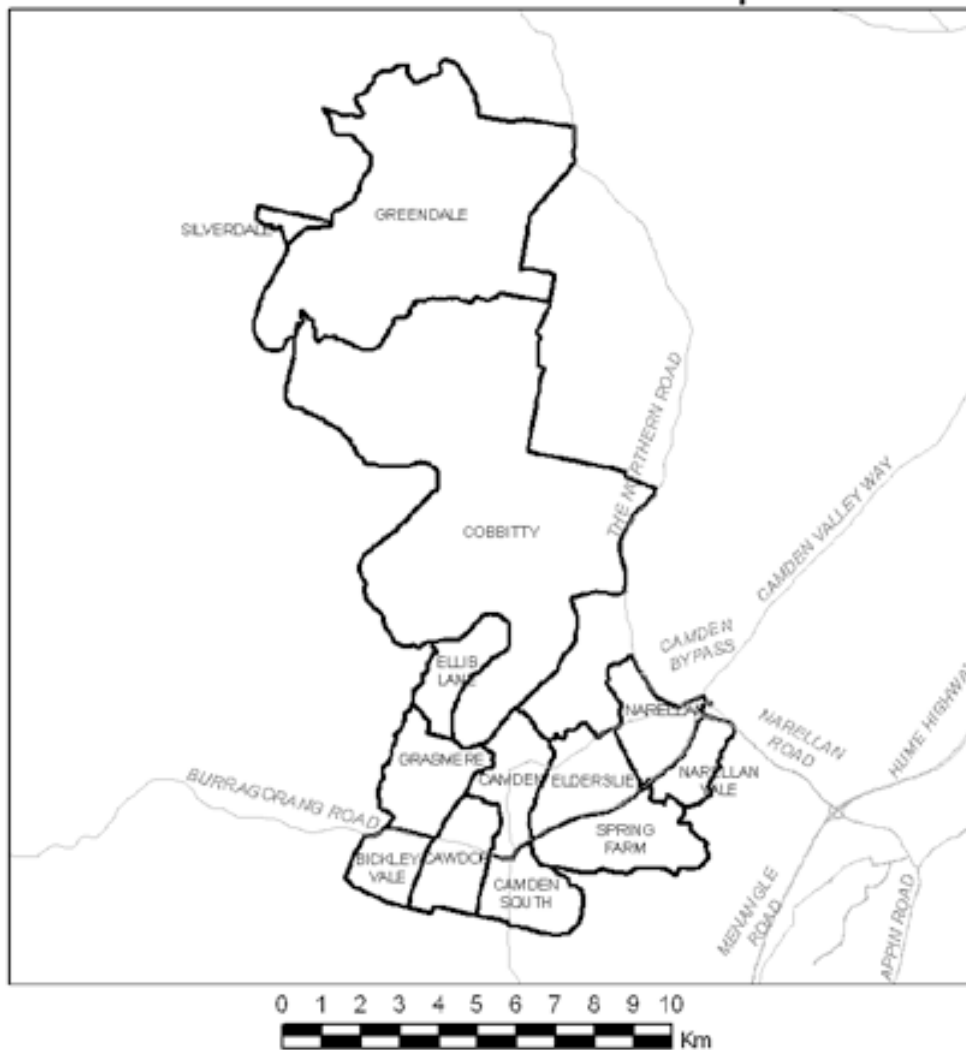 GREENDALE
SILVERDALE
THE NORTHERN ROAD
CAMDEN VALLEY WAY
COBBITTY
CAMDEN
BYPASS
ELLIS
LANE
NARELLAN
NARELLAN
ROAD
HUME HIGHWAY
GRASMERE
CAMDEN
ELDERSLIE
NARELLAN
VALE
BURRAGORANG ROAD
SPRING
FARM
BICKLEY
VALE
CAWDOR
CAMDEN
SOUTH
MENANGLE
ROAD
APPIN ROAD
0 1 2 3 4 5 6 7 8 9 10
Km